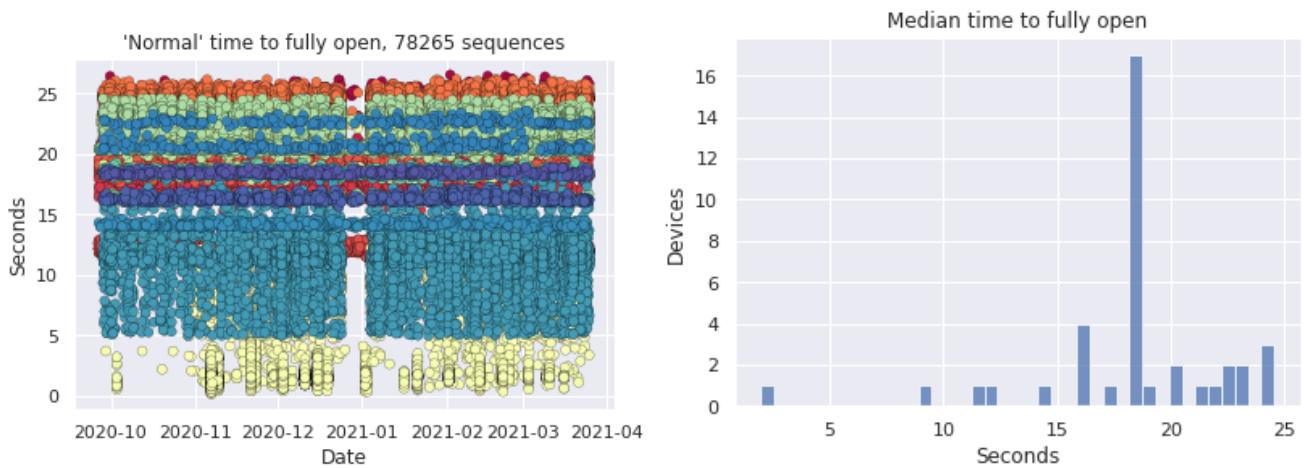 'Normal' time to fully open, 78265 sequences
25
20
15
10
5
0
Seconds
2020-10 2020-11 2020-12 2021-01 2021-02 2021-03 2021-04
Date
Median time to fully open
16
14
12
10
8
6
4
2
0
Devices
5 10 15 20 25
Seconds